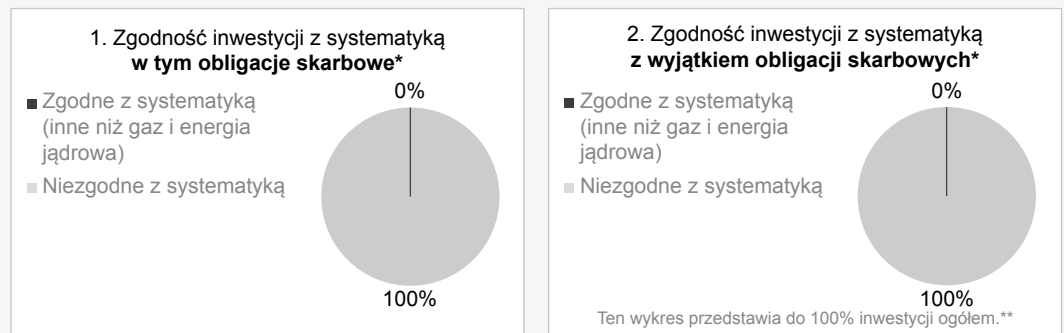 1. Zgodność inwestycji z systematyką
w tym obligacje skarbowe*
Zgodne z systematyką
(inne niż gaz i energia
jądrowa)
Niezgodne z systematyką
0%
100%
2. Zgodność inwestycji z systematyką
z wyjątkiem obligacji skarbowych*
Zgodne z systematyką
(inne niż gaz i energia
jądrowa)
Niezgodne z systematyką
0%
100%
Ten wykres przedstawia do 100% inwestycji ogółem.**